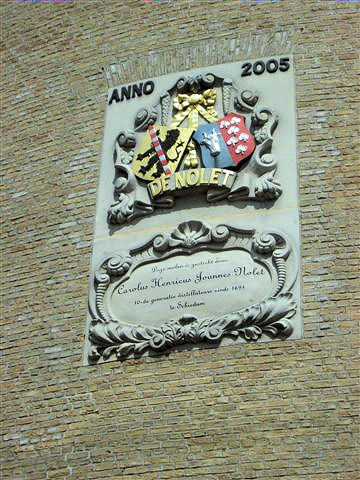 ANNO 2005
DE NOLET
Deze molen is gesticht door
Carolus Henricus Joannes Nolet
10-de generatie distillateurs sinds 1691
te Schiedam